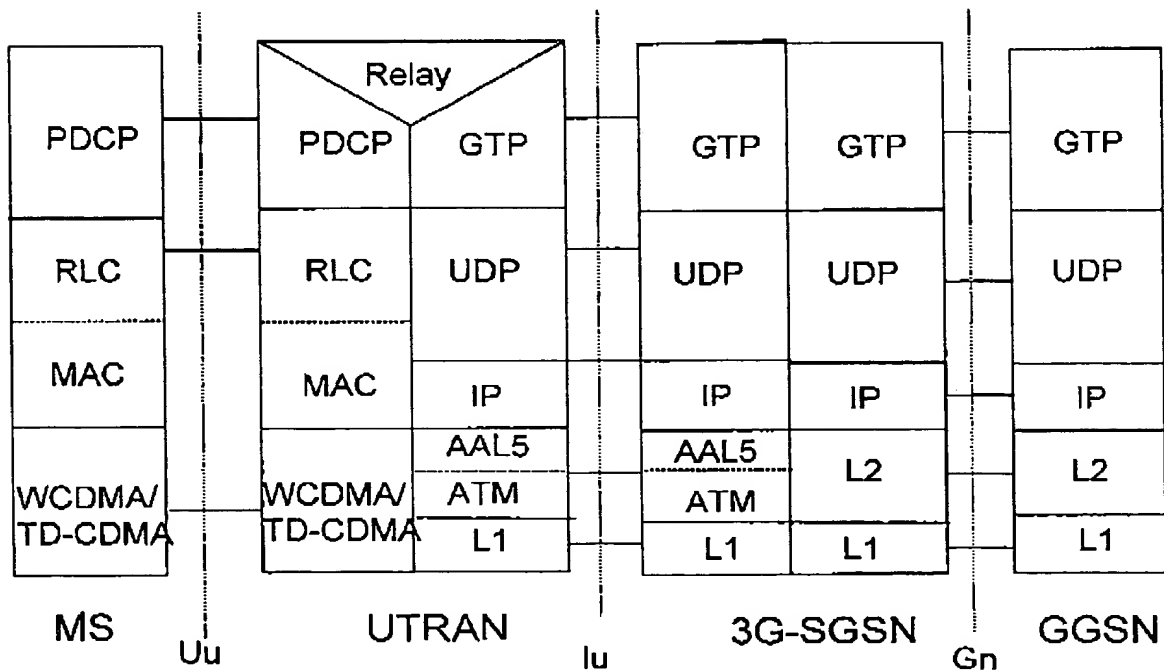 Relay
PDCP
PDCP
GTP
GTP
GTP
GTP
RLC
RLC
UDP
UDP
UDP
UDP
MAC
MAC
IP
IP
IP
IP
AAL5
AAL5
L2
L2
WCDMA/
TD-CDMA
WCDMA/
TD-CDMA
ATM
ATM
L1
L1
L1
L1
MS
UTRAN
3G-SGSN
GGSN
Uu
Iu
Gn